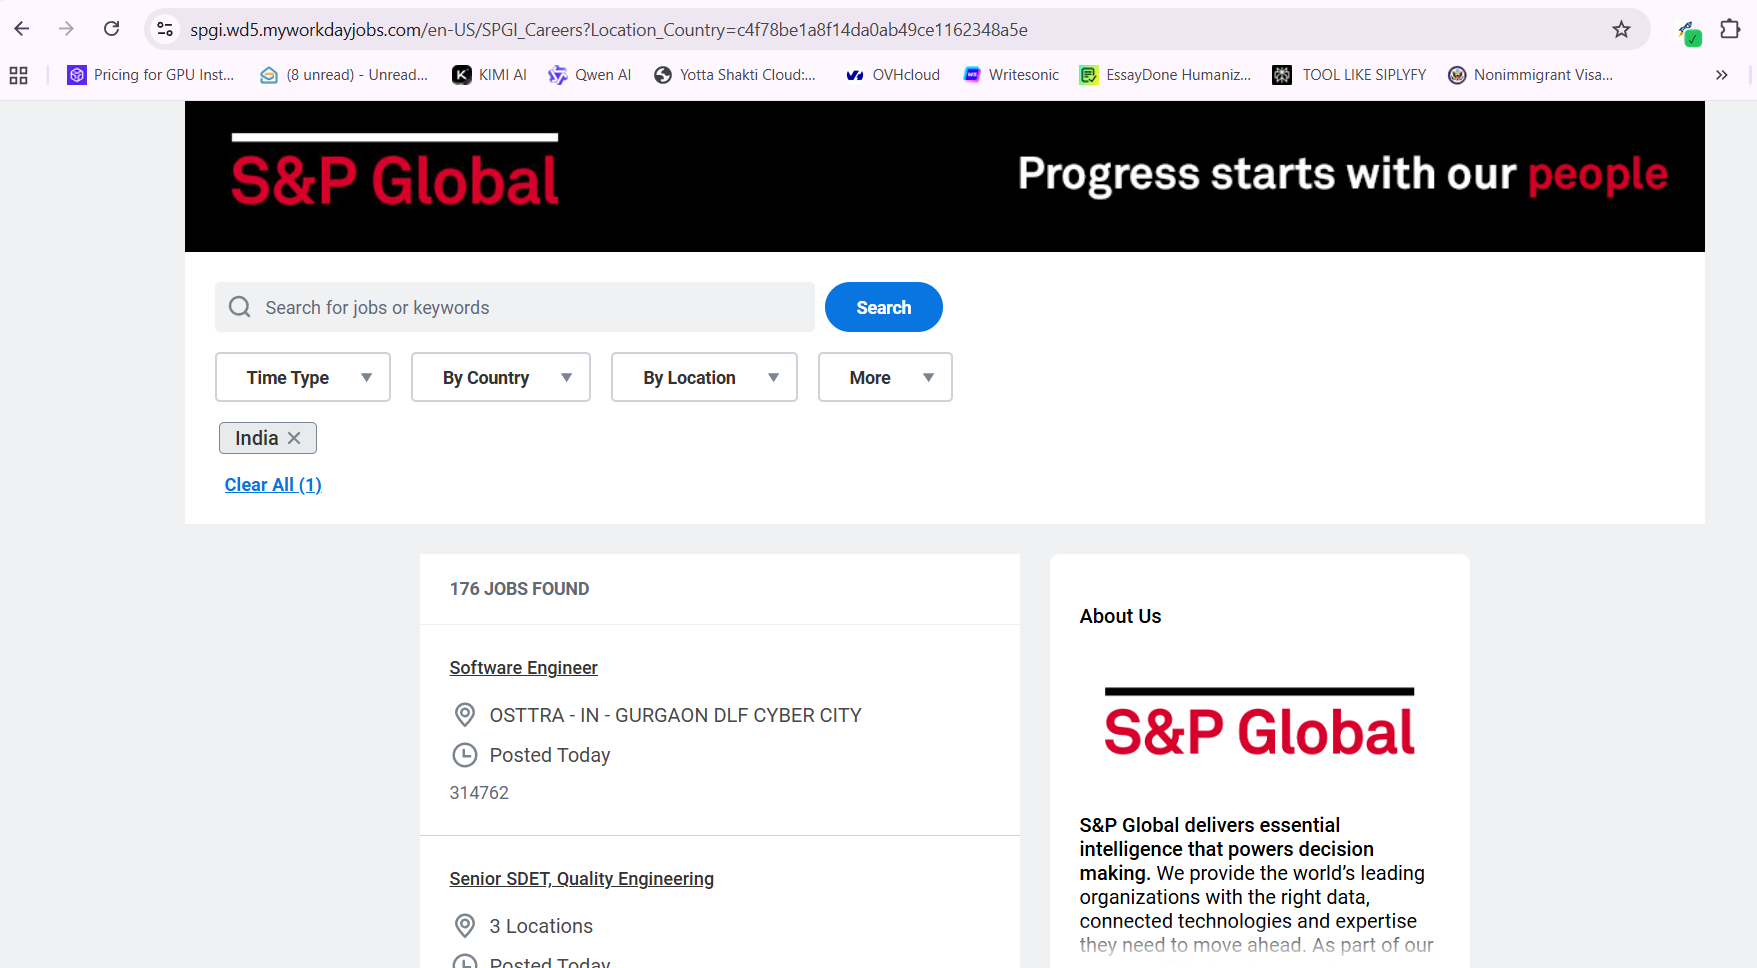 spgi.wd5.myworkdayjobs.com/en-US/SPGI_Careers?Location_Country=c4f78be1a8f14da0ab49ce1162348a5e
Pricing for GPU Inst... (8 unread) - Unread... KIMI AI Qwen AI Yotta Shakti Cloud:... OVHcloud Writesonic EssayDone Humaniz... TOOL LIKE SIPLYFY Nonimmigrant Visa...
S&P Global
Progress starts with our people
Search for jobs or keywords
Search
Time Type By Country By Location More
India
Clear All (1)
176 JOBS FOUND
Software Engineer
OSTTRA - IN - GURGAON DLF CYBER CITY
Posted Today
314762
Senior SDET, Quality Engineering
3 Locations
Posted Today
About Us
S&P Global
S&P Global delivers essential
intelligence that powers decision
making. We provide the world’s leading
organizations with the right data,
connected technologies and expertise
they need to move ahead. As part of our